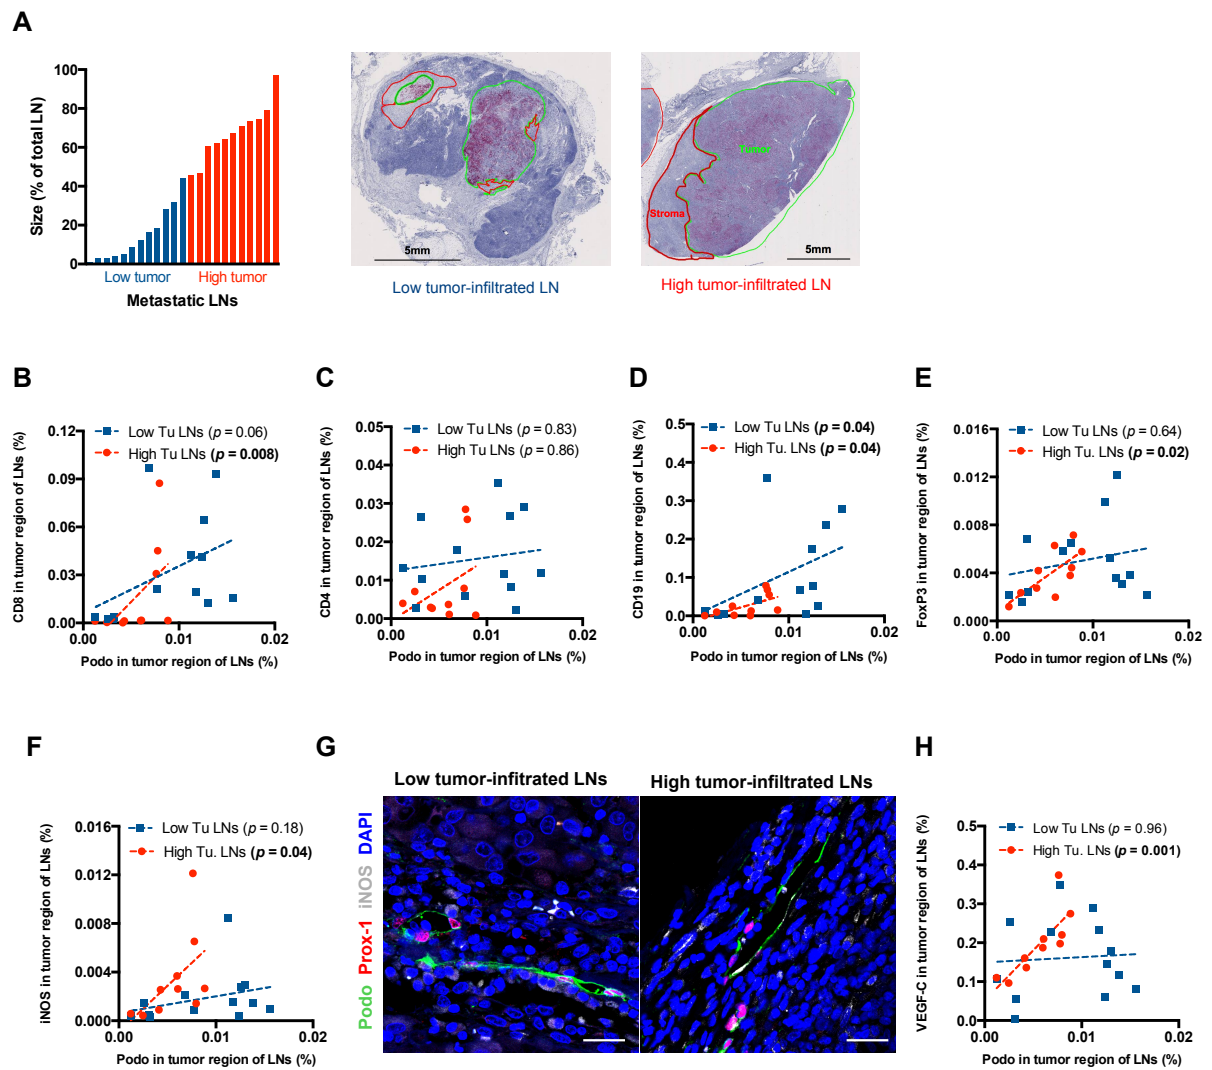 A
Size (% of total LN)
100
80
60
40
20
0
Low tumor High tumor
Metastatic LNs
5mm
Low tumor-infiltrated LN
Tumor
Stroma
5mm
High tumor-infiltrated LN
B
CD8 in tumor region of LNs (%)
0.12
0.09
0.06
0.03
0.00
Low Tu LNs (p = 0.06)
High Tu LNs (p = 0.008)
0.00 0.01 0.02
Podo in tumor region of LNs (%)
C
CD4 in tumor region of LNs (%)
0.05
0.04
0.03
0.02
0.01
0.00
Low Tu LNs (p = 0.83)
High Tu LNs (p = 0.86)
0.00 0.01 0.02
Podo in tumor region of LNs (%)
D
CD19 in tumor region of LNs (%)
0.5
0.4
0.3
0.2
0.1
0.0
Low Tu LNs (p = 0.04)
High Tu. LNs (p = 0.04)
0.00 0.01 0.02
Podo in tumor region of LNs (%)
E
FoxP3 in tumor region of LNs (%)
0.016
0.012
0.008
0.004
0.000
Low Tu LNs (p = 0.64)
High Tu. LNs (p = 0.02)
0.00 0.01 0.02
Podo in tumor region of LNs (%)
F
iNOS in tumor region of LNs (%)
0.016
0.012
0.008
0.004
0.000
Low Tu LNs (p = 0.18)
High Tu. LNs (p = 0.04)
0.00 0.01 0.02
Podo in tumor region of LNs (%)
G
Low tumor-infitrated LNs
High tumor-infiltrated LNs
Podo Prox-1 iNOS DAPI
H
VEGF-C in tumor region of LNs (%)
0.5
0.4
0.3
0.2
0.1
0.0
Low Tu LNs (p = 0.96)
High Tu. LNs (p = 0.001)
0.00 0.01 0.02
Podo in tumor region of LNs (%)